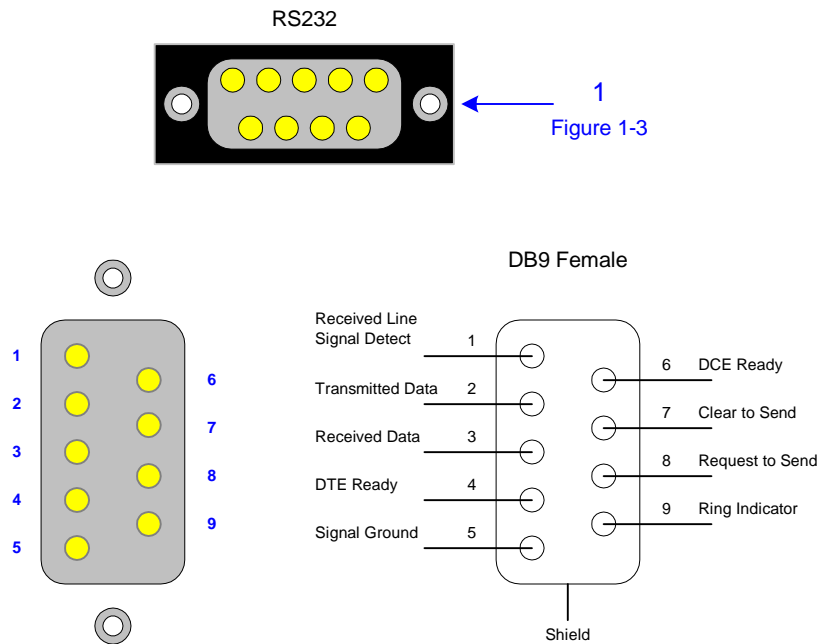 RS232
1
Figure 1-3
DB9 Female
1
2
3
4
5
6
7
8
9
Received Line
Signal Detect 1
Transmitted Data 2
Received Data 3
DTE Ready 4
Signal Ground 5
6 DCE Ready
7 Clear to Send
8 Request to Send
9 Ring Indicator
Shield